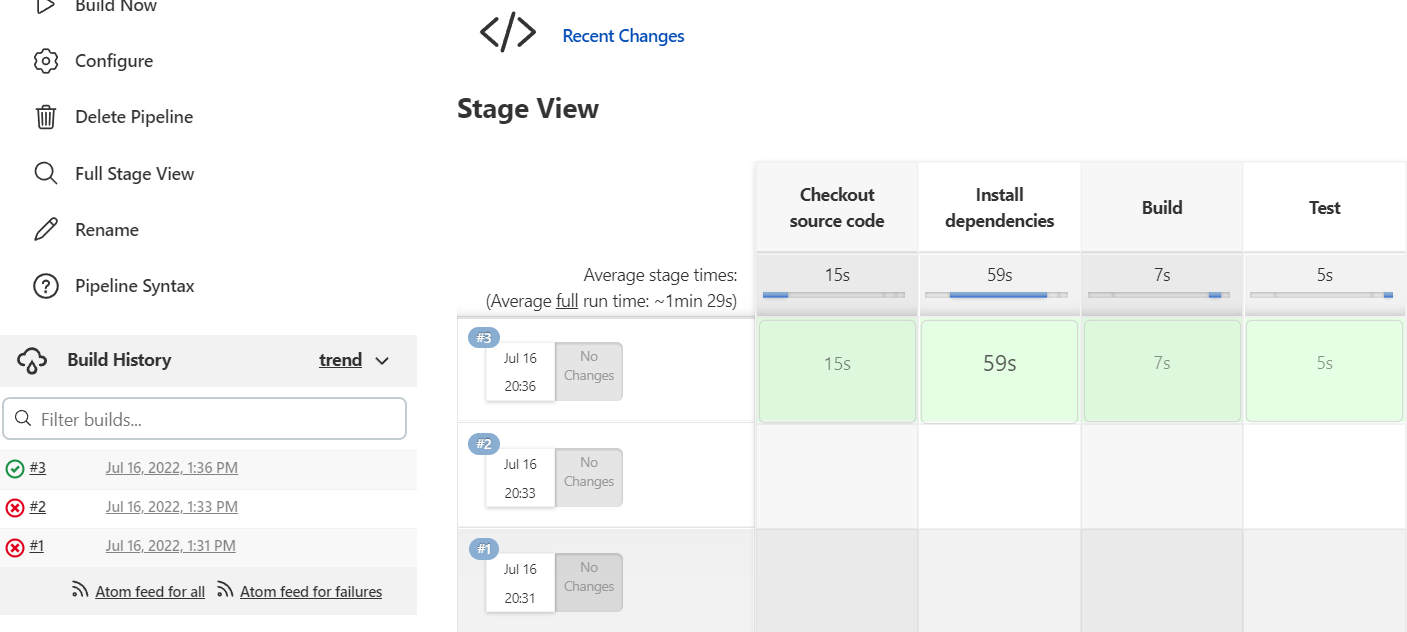 Build Now
Configure
Delete Pipeline
Full Stage View
Rename
Pipeline Syntax
Build History
trend
Filter builds...
#3 Jul 16, 2022, 1:36 PM
#2 Jul 16, 2022, 1:33 PM
#1 Jul 16, 2022, 1:31 PM
Atom feed for all Atom feed for failures
</> Recent Changes
Stage View
Checkout
source code
Install
dependencies
Build
Test
Average stage times:
(Average full run time: ~1min 29s)
15s
59s
7s
5s
#3
Jul 16
20:36
No
Changes
15s
59s
7s
5s
#2
Jul 16
20:33
No
Changes
#1
Jul 16
20:31
No
Changes